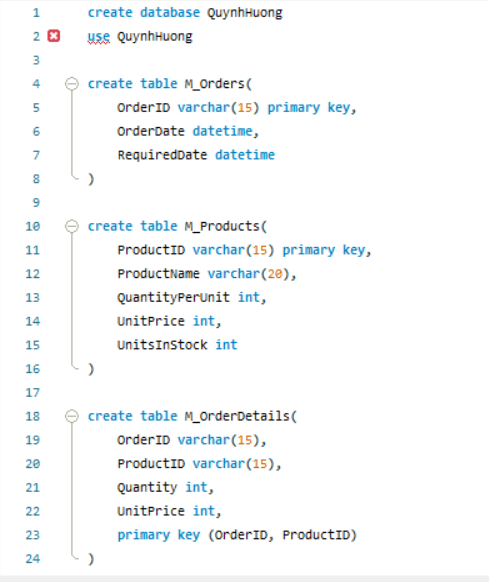 1 create database QuynhHuong
2 use QuynhHuong
3
4 create table M_Orders(
5 OrderID varchar(15) primary key,
6 OrderDate datetime,
7 RequiredDate datetime
8 )
9
10 create table M_Products(
11 ProductID varchar(15) primary key,
12 ProductName varchar(20),
13 QuantityPerUnit int,
14 UnitPrice int,
15 UnitsInStock int
16 )
17
18 create table M_OrderDetails(
19 OrderID varchar(15),
20 ProductID varchar(15),
21 Quantity int,
22 UnitPrice int,
23 primary key (OrderID, ProductID)
24 )